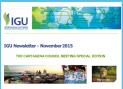 IGU
IGU Newsletter - November 2015
THE CARTAGENA COUNCIL MEETING SPECIAL EDITION